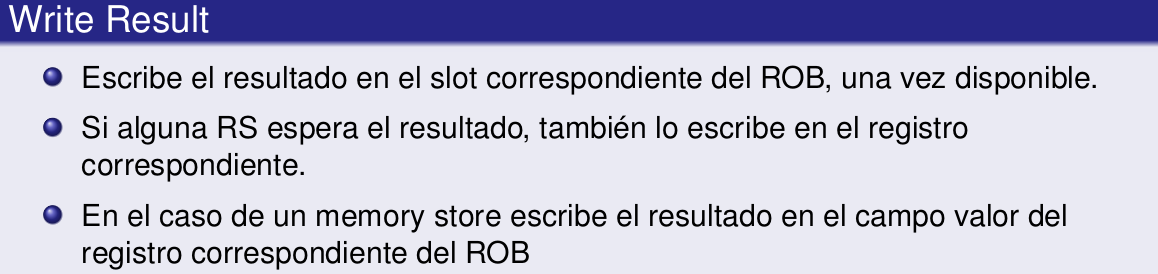 Write Result
Escribe el resultado en el slot correspondiente del ROB, una vez disponible.
Si alguna RS espera el resultado, también lo escribe en el registro
correspondiente.
En el caso de un memory store escribe el resultado en el campo valor del
registro correspondiente del ROB